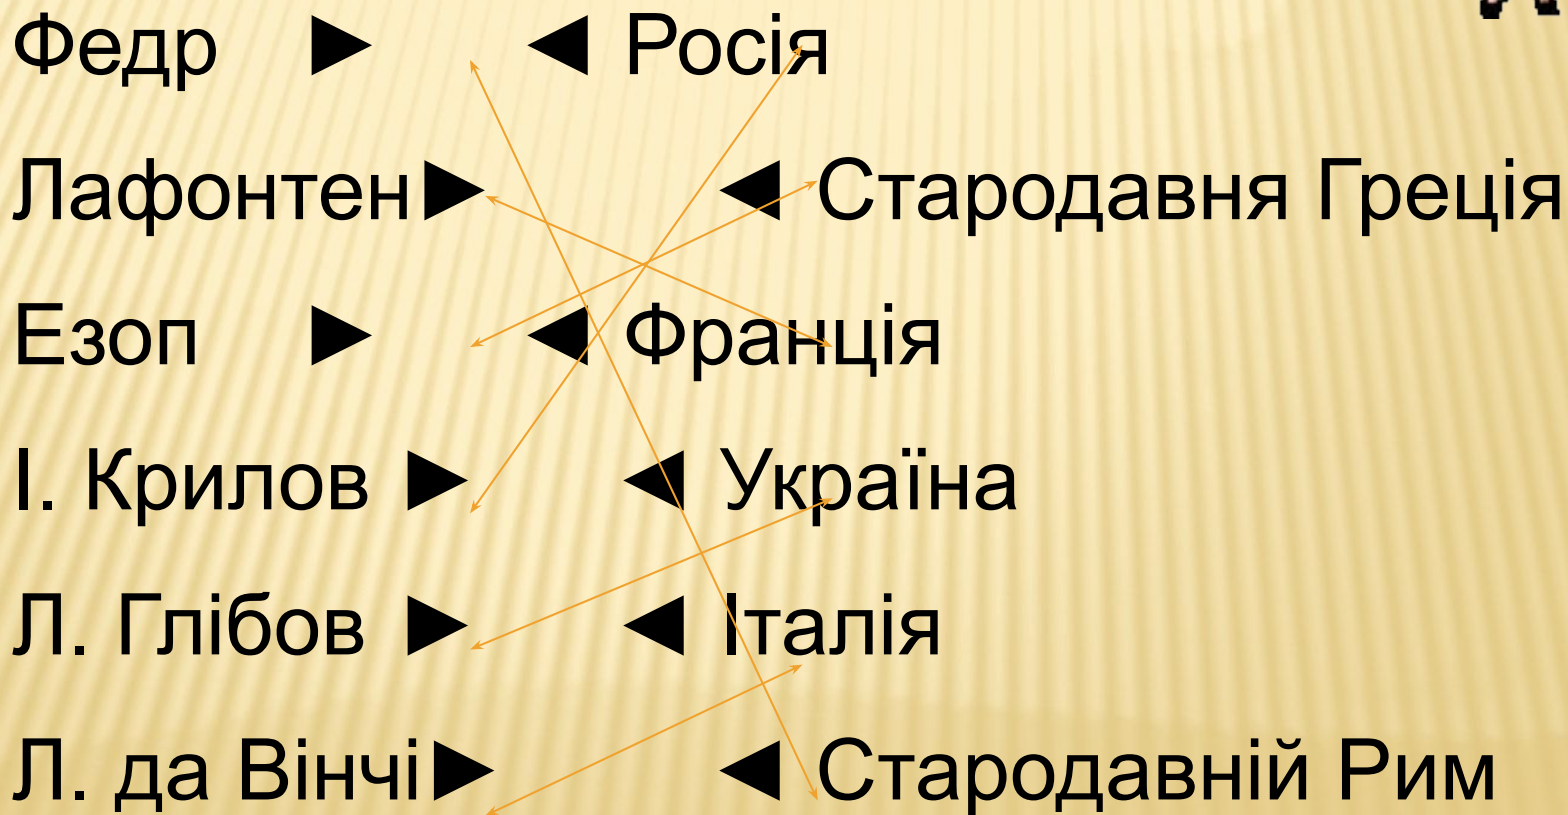 Федр ► ◄ Росія
Лафонтен► ◄ Стародавня Греція
Езоп ► ◄ Франція
І. Крилов ► ◄ Україна
Л. Глібов ► ◄ Італія
Л. да Вінчі► ◄ Стародавній Рим